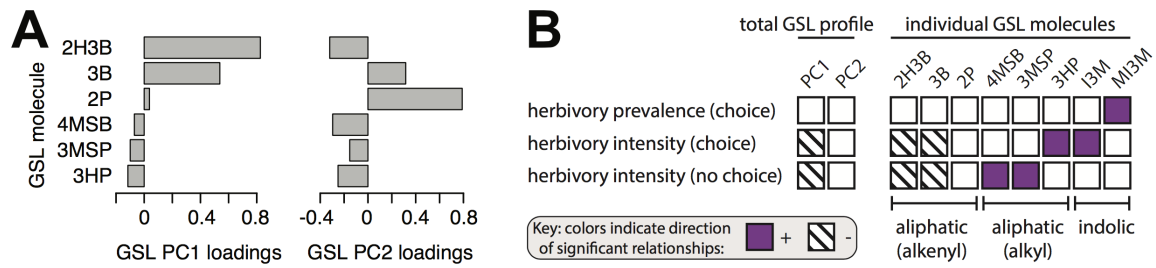 A
GSL molecule
2H3B
3B
2P
4MSB
3MSP
3HP
0 0.4 0.8
GSL PC1 loadings
-0.4 0 0.4 0.8
GSL PC2 loadings
B
total GSL profile
individual GSL molecules
PC1 PC2 2H3B 3B 2P 4MSB 3MSP 3HP I3M MI3M
herbivory prevalence (choice)
herbivory intensity (choice)
herbivory intensity (no choice)
aliphatic
(alkenyl)
aliphatic
(alkyl)
indolic
Key: colors indicate direction
of significant relationships:
+ -